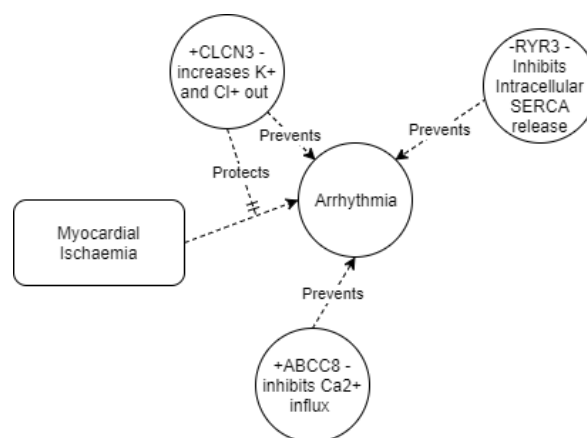 +CLCN3 -
increases K+
and Cl+ out
-RYR3 -
Inhibits
Intracellular
SERCA
release
Prevents
Prevents
Protects
Arrhythmia
Myocardial
Ischaemia
Prevents
+ABCC8 -
inhibits Ca2+
influx